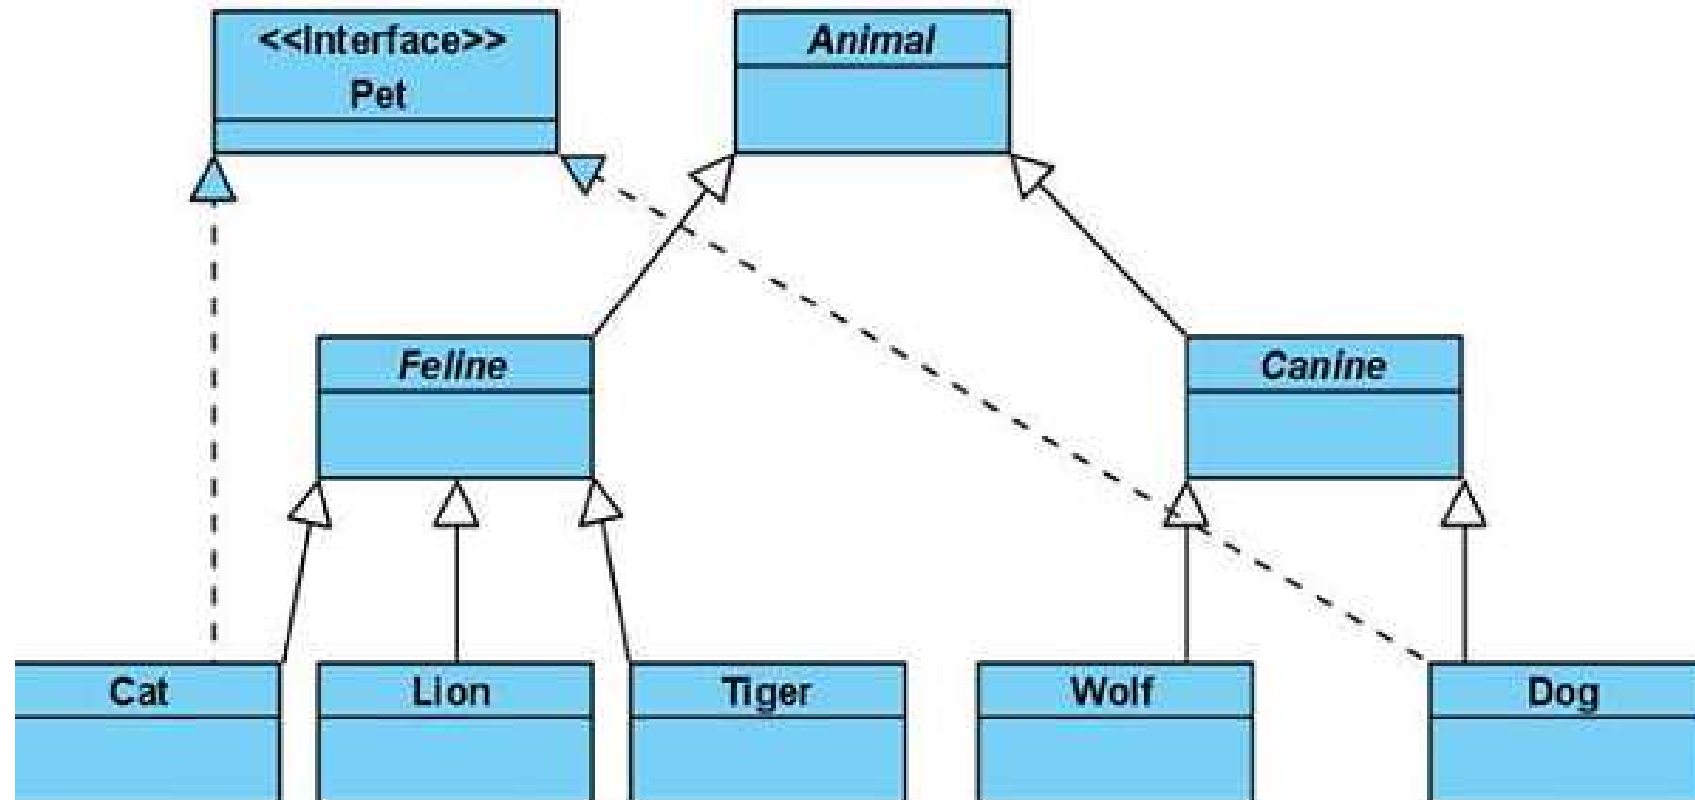 <<Interface>>
Pet
Animal
Feline
Canine
Cat
Lion
Tiger
Wolf
Dog